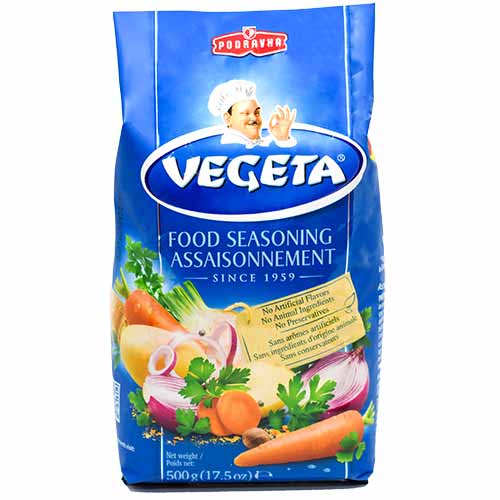 PODRAVKA
VEGETA®
FOOD SEASONING
ASSAISONNEMENT
SINCE 1959
No Artificial Flavors
No Animal Ingredients
No Preservatives
Sans arômes artificiels
Sans ingrédients d'origine animale
Sans conservateurs
Net weight /
Poids net:
500 g (17.5 oz) e